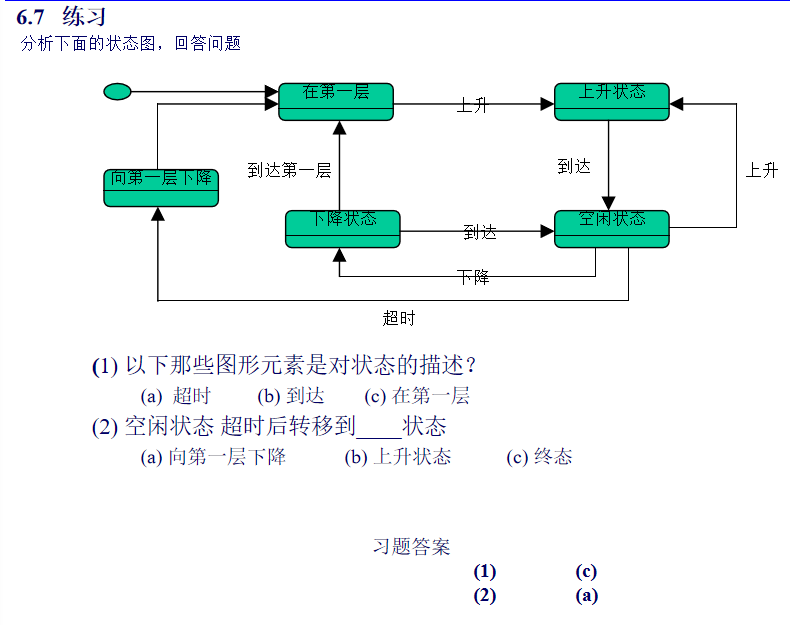 6.7 练习
分析下面的状态图，回答问题
在第一层
上升状态
上升
向第一层下降
到达第一层
到达
上升
下降状态
空闲状态
到达
下降
超时
(1) 以下那些图形元素是对状态的描述？
(a) 超时 (b) 到达 (c) 在第一层
(2) 空闲状态 超时后转移到____状态
(a) 向第一层下降 (b) 上升状态 (c) 终态
习题答案
(1) (c)
(2) (a)